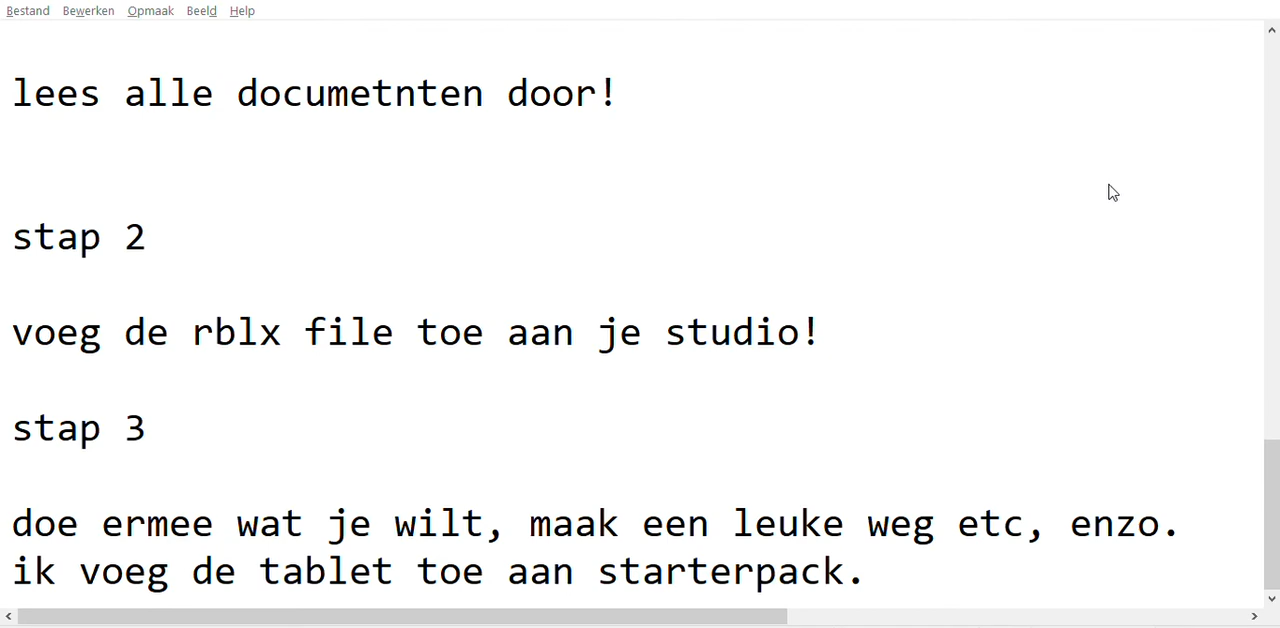 Bestand Bewerken Opmaak Beeld Help
lees alle documetnten door!
stap 2
voeg de rblx file toe aan je studio!
stap 3
doe ermee wat je wilt, maak een leuke weg etc, enzo.
ik voeg de tablet toe aan starterpack.